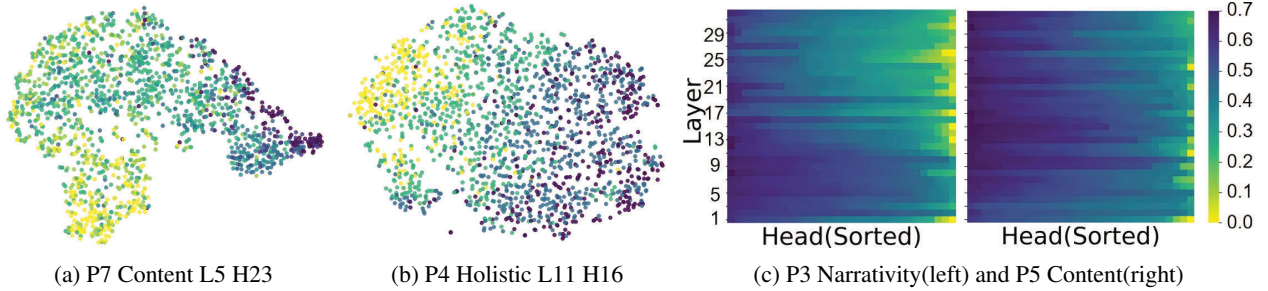 Layer
29
25
21
17
13
9
5
1
Head(Sorted)
Head(Sorted)
0.7
0.6
0.5
0.4
0.3
0.2
0.1
0.0
(a) P7 Content L5 H23
(b) P4 Holistic L11 H16
(c) P3 Narrativity(left) and P5 Content(right)